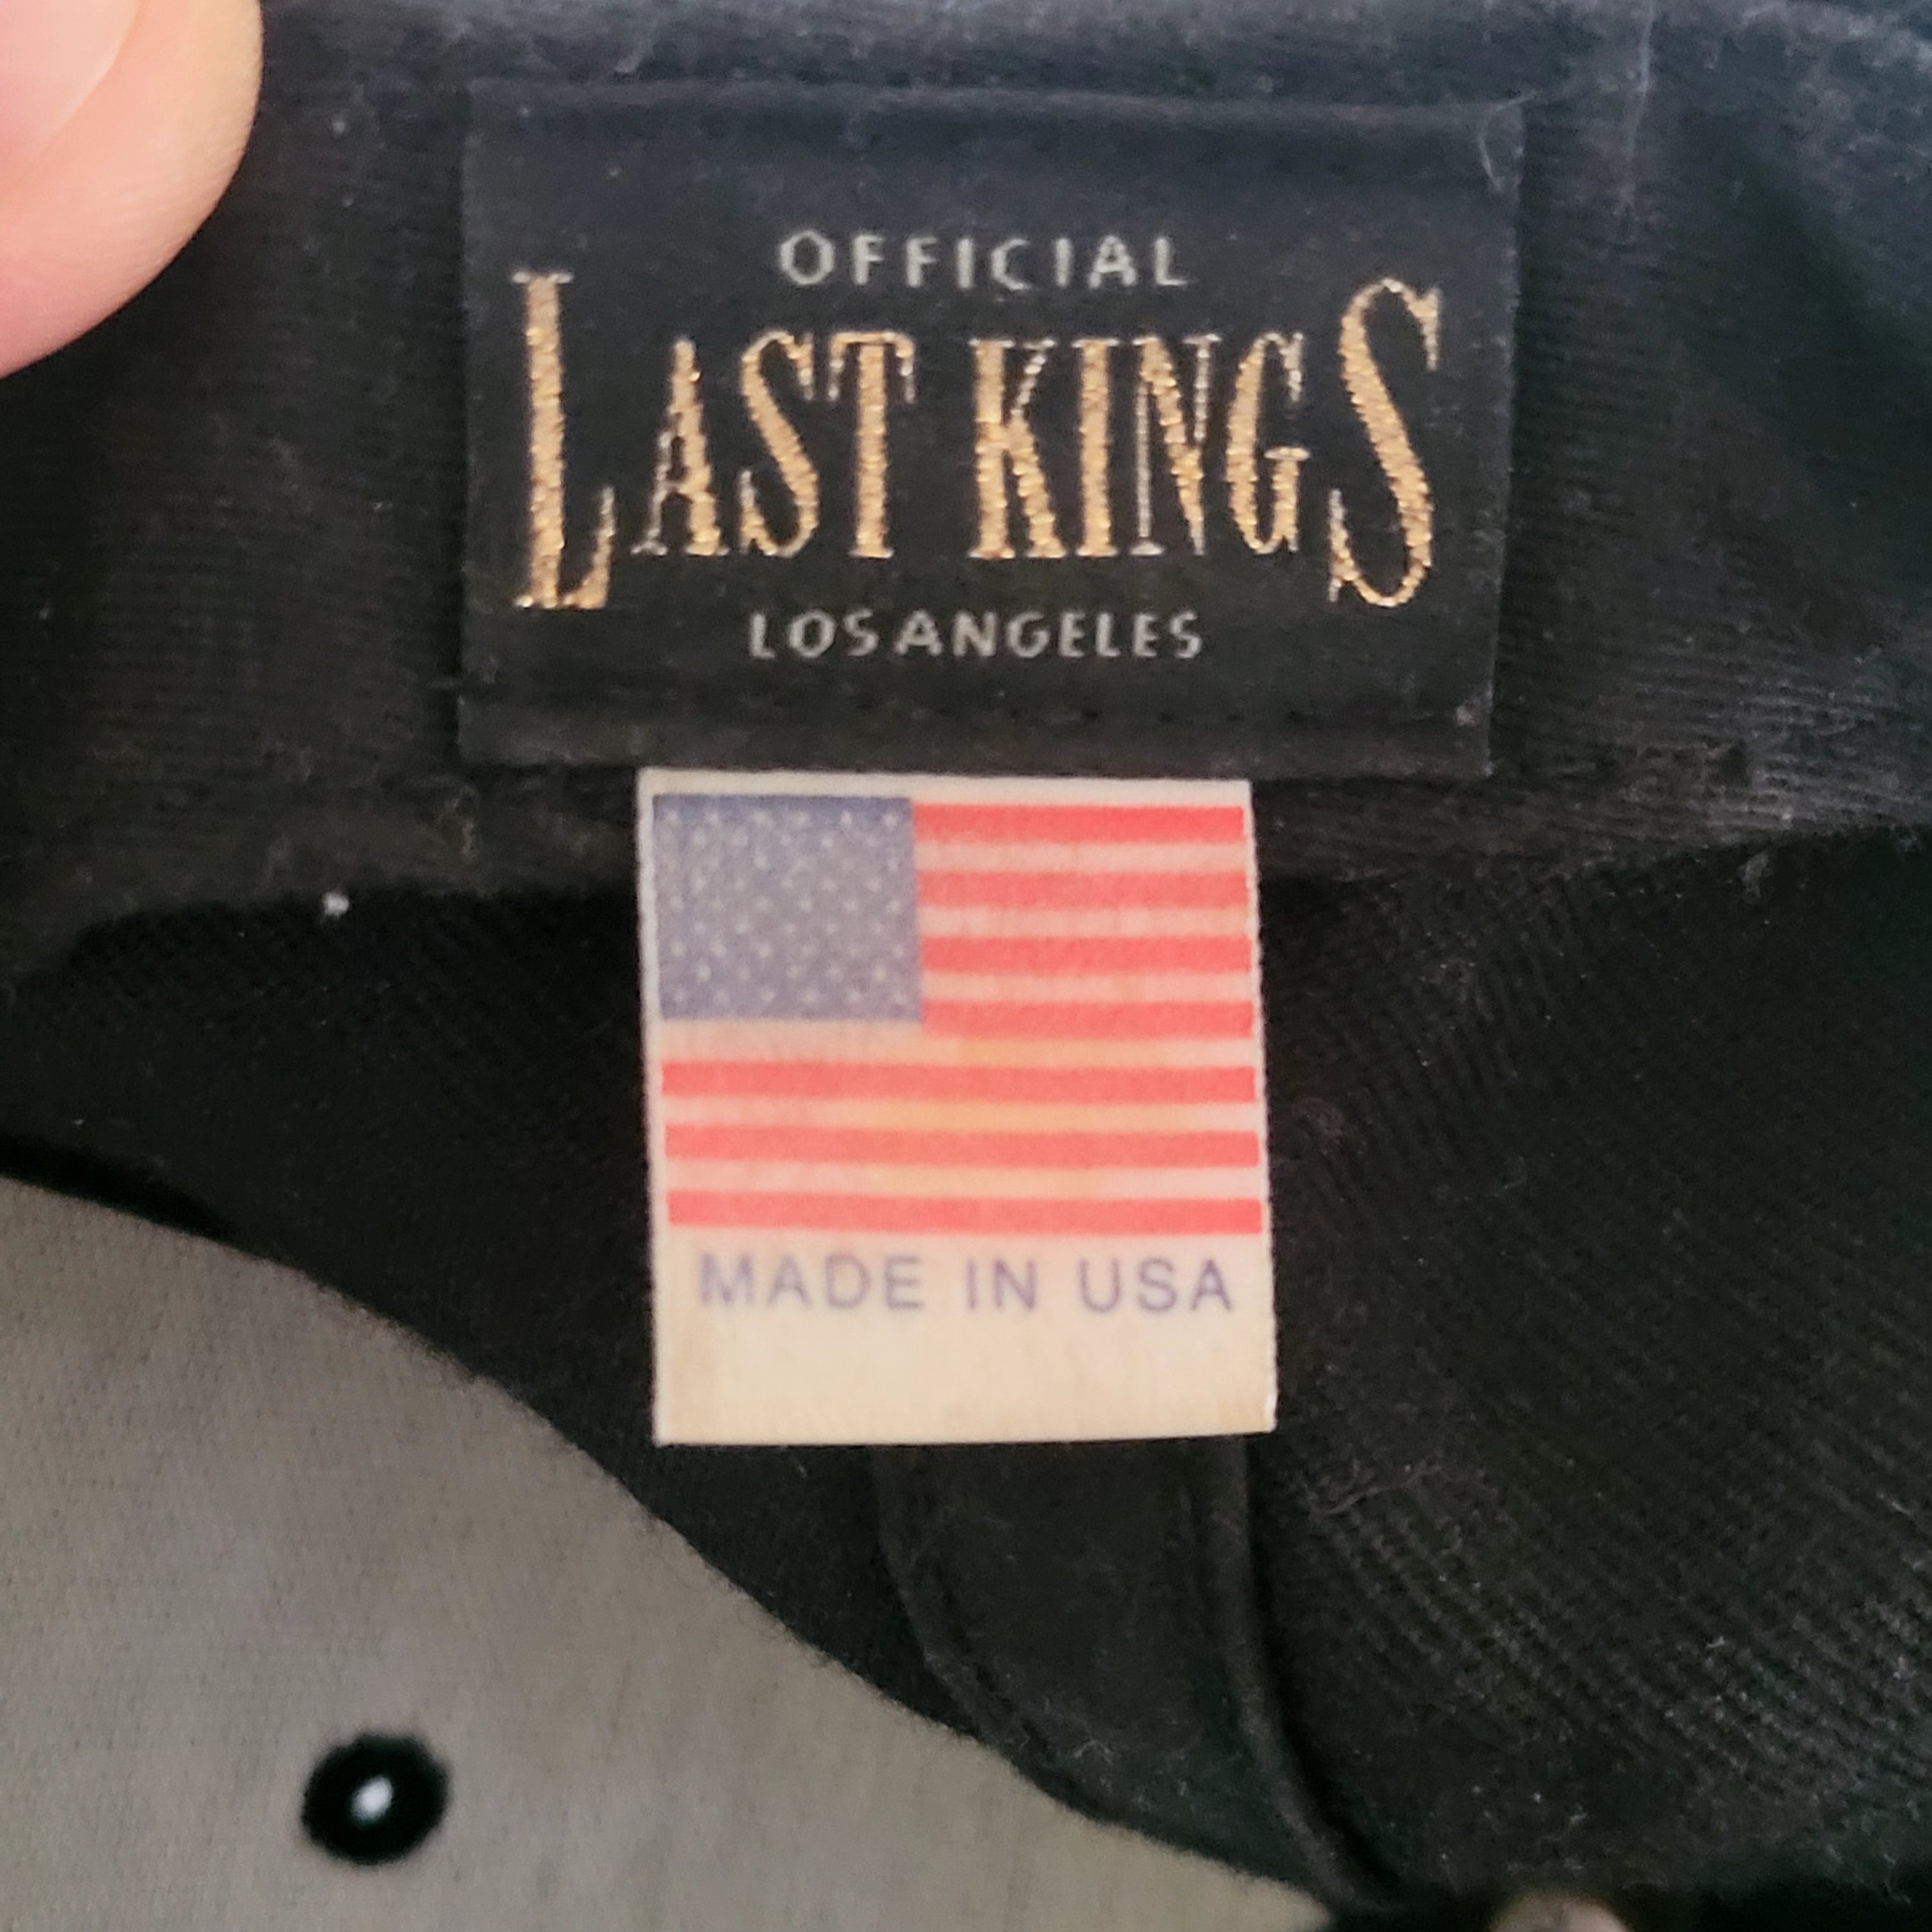 OFFICIAL
LAST KINGS
LOS ANGELES
MADE IN USA